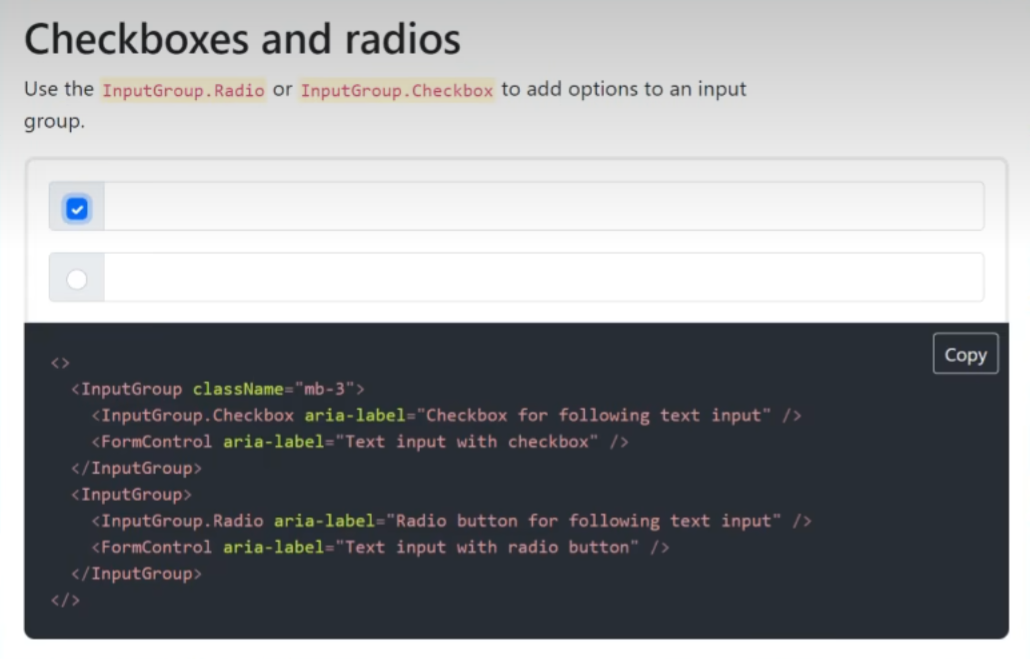 Checkboxes and radios
Use the InputGroup.Radio or InputGroup.Checkbox to add options to an input
group.
Copy
<>
  <InputGroup className="mb-3">
    <InputGroup.Checkbox aria-label="Checkbox for following text input" />
    <FormControl aria-label="Text input with checkbox" />
  </InputGroup>
  <InputGroup>
    <InputGroup.Radio aria-label="Radio button for following text input" />
    <FormControl aria-label="Text input with radio button" />
  </InputGroup>
</>